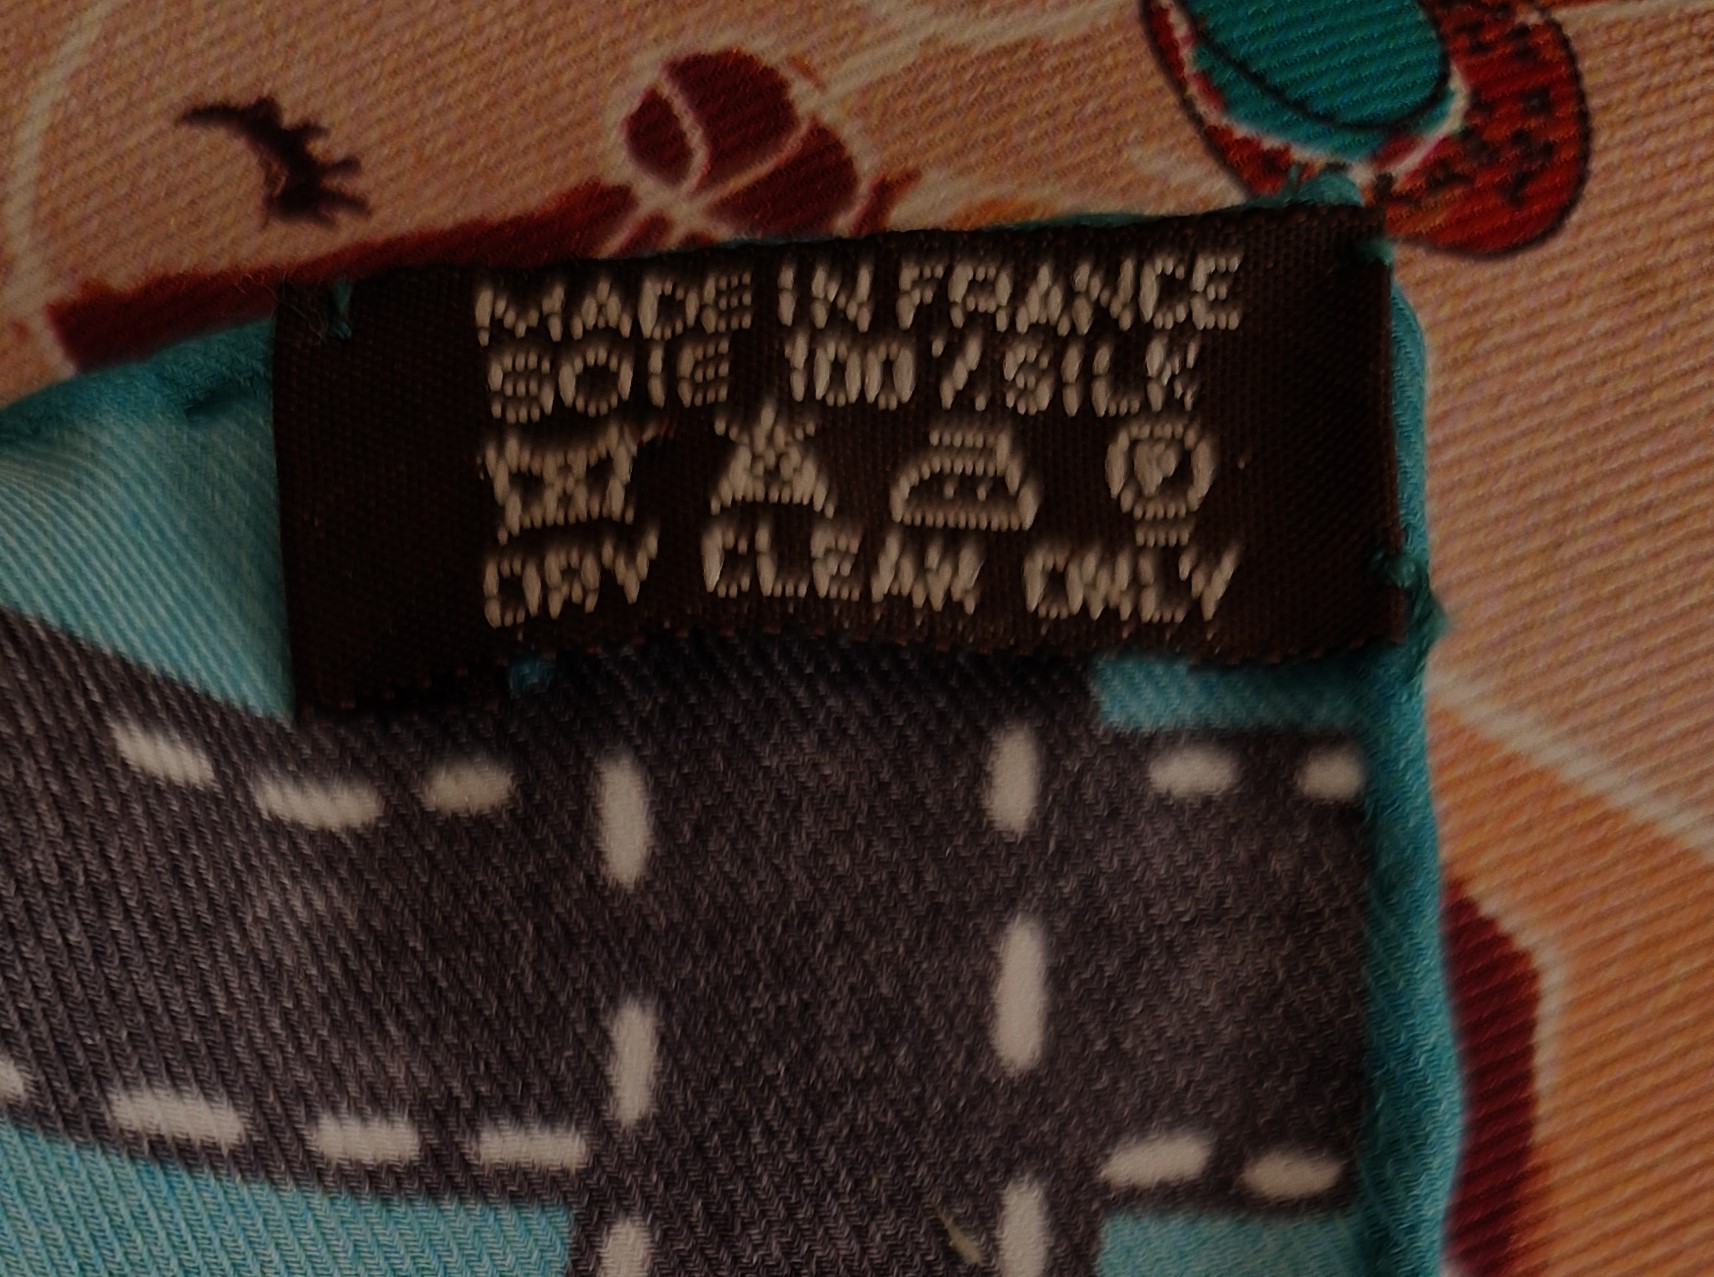 MADE IN FRANCE
SOIE 100% SILK
P
DRY CLEAN ONLY